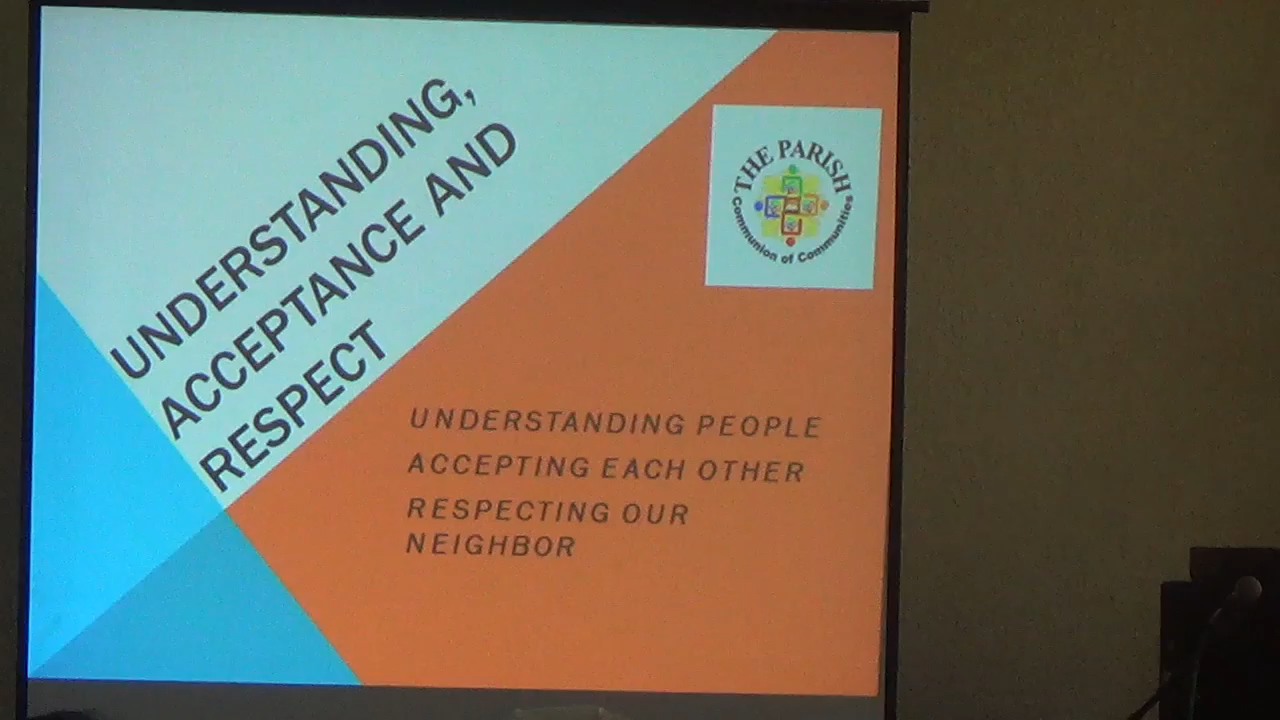 UNDERSTANDING,
ACCEPTANCE AND
RESPECT
THE PARISH
Communion of Communities
UNDERSTANDING PEOPLE
ACCEPTING EACH OTHER
RESPECTING OUR
NEIGHBOR